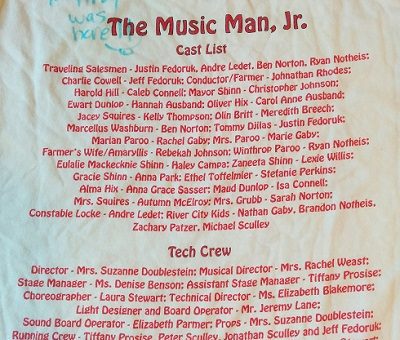 was
here
The Music Man, Jr.
Cast List
Traveling Salesmen - Justin Fedoruk, Andre Ledet, Ben Norton, Ryan Notheis;
Charlie Cowell - Jeff Fedoruk; Conductor/Farmer - Johnathan Rhodes;
Harold Hill - Caleb Connell; Mayor Shinn - Christopher Johnson;
Ewart Dunlop - Hannah Ausband; Oliver Hix - Carol Anne Ausband;
Jacey Squires - Kelly Thompson; Olin Britt - Meredith Breech;
Marcellus Washburn - Ben Norton; Tommy Djilas - Justin Fedoruk;
Marian Paroo - Rachel Gaby; Mrs. Paroo - Marie Gaby;
Farmer's Wife/Amaryllis - Rebekah Johnson; Winthrop Paroo - Ryan Notheis;
Eulalie Mackecknie Shinn - Haley Campa; Zaneeta Shinn - Lexie Willis;
Gracie Shinn - Anna Park; Ethel Toffelmier - Stefanie Perkins;
Alma Hix - Anna Grace Sasser; Maud Dunlop - Isa Connell;
Mrs. Squires - Autumn McElroy; Mrs. Grubb - Sarah Norton;
Constable Locke - Andre Ledet; River City Kids - Nathan Gaby, Brandon Notheis,
Zachary Patzer, Michael Sculley
Tech Crew
Director - Mrs. Suzanne Doublestein; Musical Director - Mrs. Rachel Weast;
Stage Manager - Ms. Denise Benson; Assistant Stage Manager - Tiffany Prosise;
Choreographer - Laura Stewart; Technical Director - Ms. Elizabeth Blakemore;
Light Designer and Board Operator - Mr. Jeremy Lane;
Sound Board Operator - Elizabeth Parmer; Props - Mrs. Suzanne Doublestein;
Running Crew - Tiffany Prosise, Peter Sculley, Jonathan Sculley and Jeff Fedoruk;